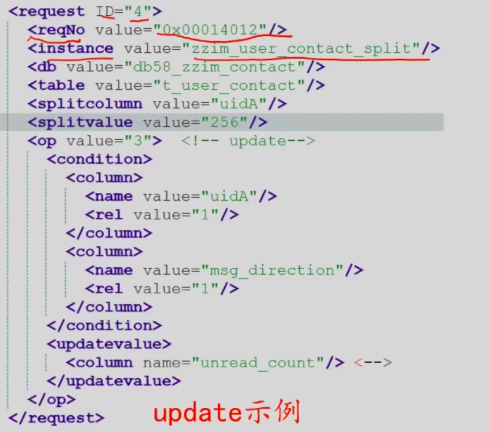 <request ID="4">
<reqNo value="0x00014012"/>
<instance value="zzim_user_contact_split"/>
<db value="db58_zzim_contact"/>
<table value="t_user_contact"/>
<splitcolumn value="uidA"/>
<splitvalue value="256"/>
<op value="3"> <!-- update-->
<condition>
<column>
<name value="uidA"/>
<rel value="1"/>
</column>
<column>
<name value="msg_direction"/>
<rel value="1"/>
</column>
</condition>
<updatevalue>
<column name="unread_count"/> <-->
</updatevalue>
</op>
</request>
update示例